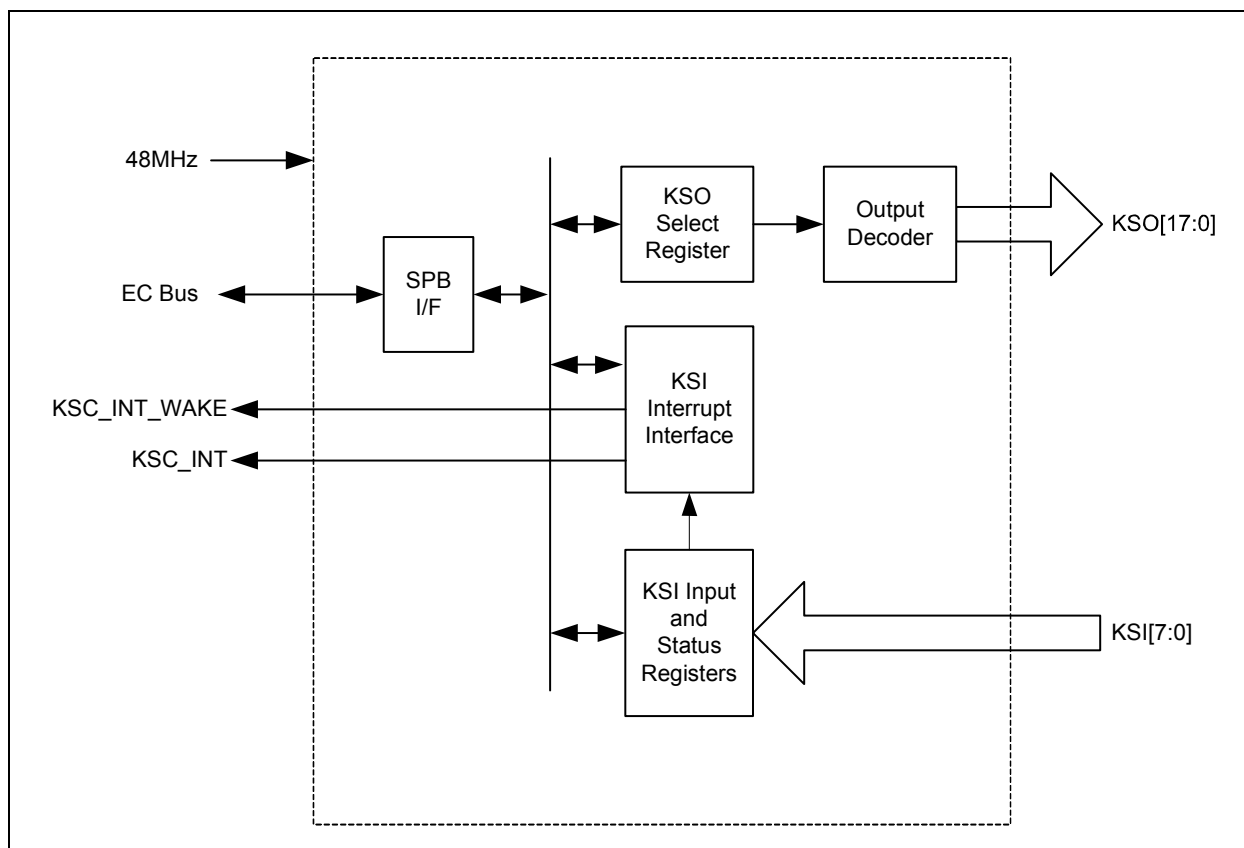 48MHz
EC Bus
KSC_INT_WAKE
KSC_INT
SPB
I/F
KSO
Select
Register
Output
Decoder
KSO[17:0]
KSI
Interrupt
Interface
KSI Input
and
Status
Registers
KSI[7:0]